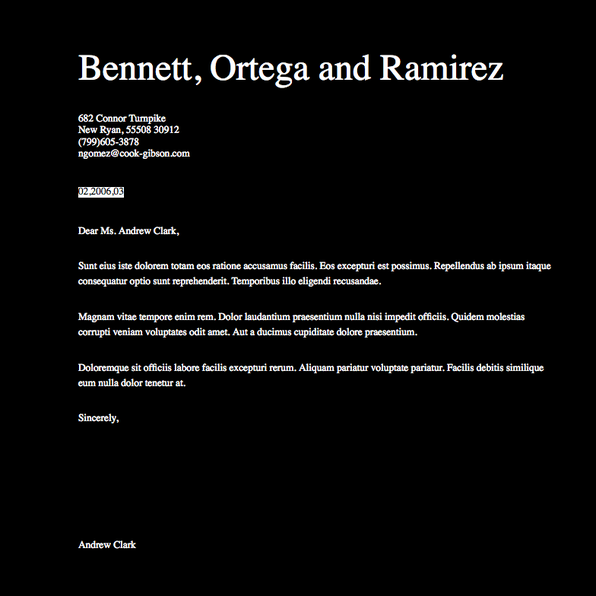 Bennett, Ortega and Ramirez
682 Connor Turnpike
New Ryan, 55508 30912
(799)605-3878
ngomez@cook-gibson.com
02,2006,03
Dear Ms. Andrew Clark,
Sunt eius iste dolorem totam eos ratione accusamus facilis. Eos excepturi est possimus. Repellendus ab ipsum itaque
consequatur optio sunt reprehenderit. Temporibus illo eligendi recusandae.
Magnam vitae tempore enim rem. Dolor laudantium praesentium nulla nisi impedit officiis. Quidem molestias
corrupti veniam voluptates odit amet. Aut a ducimus cupiditate dolore praesentium.
Doloremque sit officiis labore facilis excepturi rerum. Aliquam pariatur voluptate pariatur. Facilis debitis similique
eum nulla dolor tenetur at.
Sincerely,
Andrew Clark